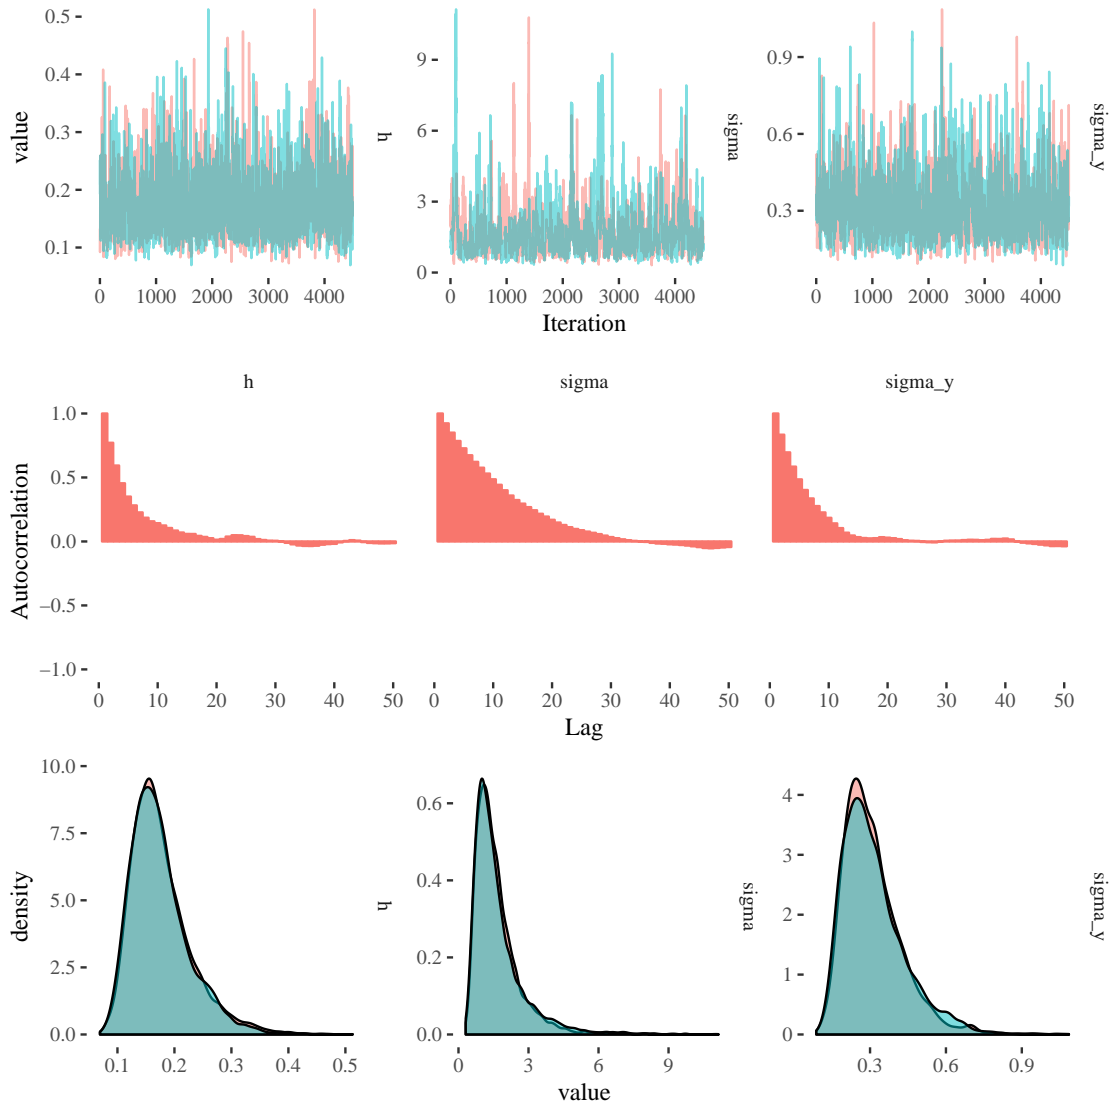 value
0.5
0.4
0.3
0.2
0.1
0 1000 2000 3000 4000
h
9
6
3
0
0 1000 2000 3000 4000
sigma
0.9
0.6
0.3
0 1000 2000 3000 4000
sigma_y
Iteration
h
sigma
sigma_y
Autocorrelation
1.0
0.5
0.0
−0.5
−1.0
0 10 20 30 40 50
0 10 20 30 40 50
0 10 20 30 40 50
Lag
density
10.0
7.5
5.0
2.5
0.0
0.1 0.2 0.3 0.4 0.5
h
0.6
0.4
0.2
0.0
0 3 6 9
sigma
4
3
2
1
0
0.3 0.6 0.9
sigma_y
value